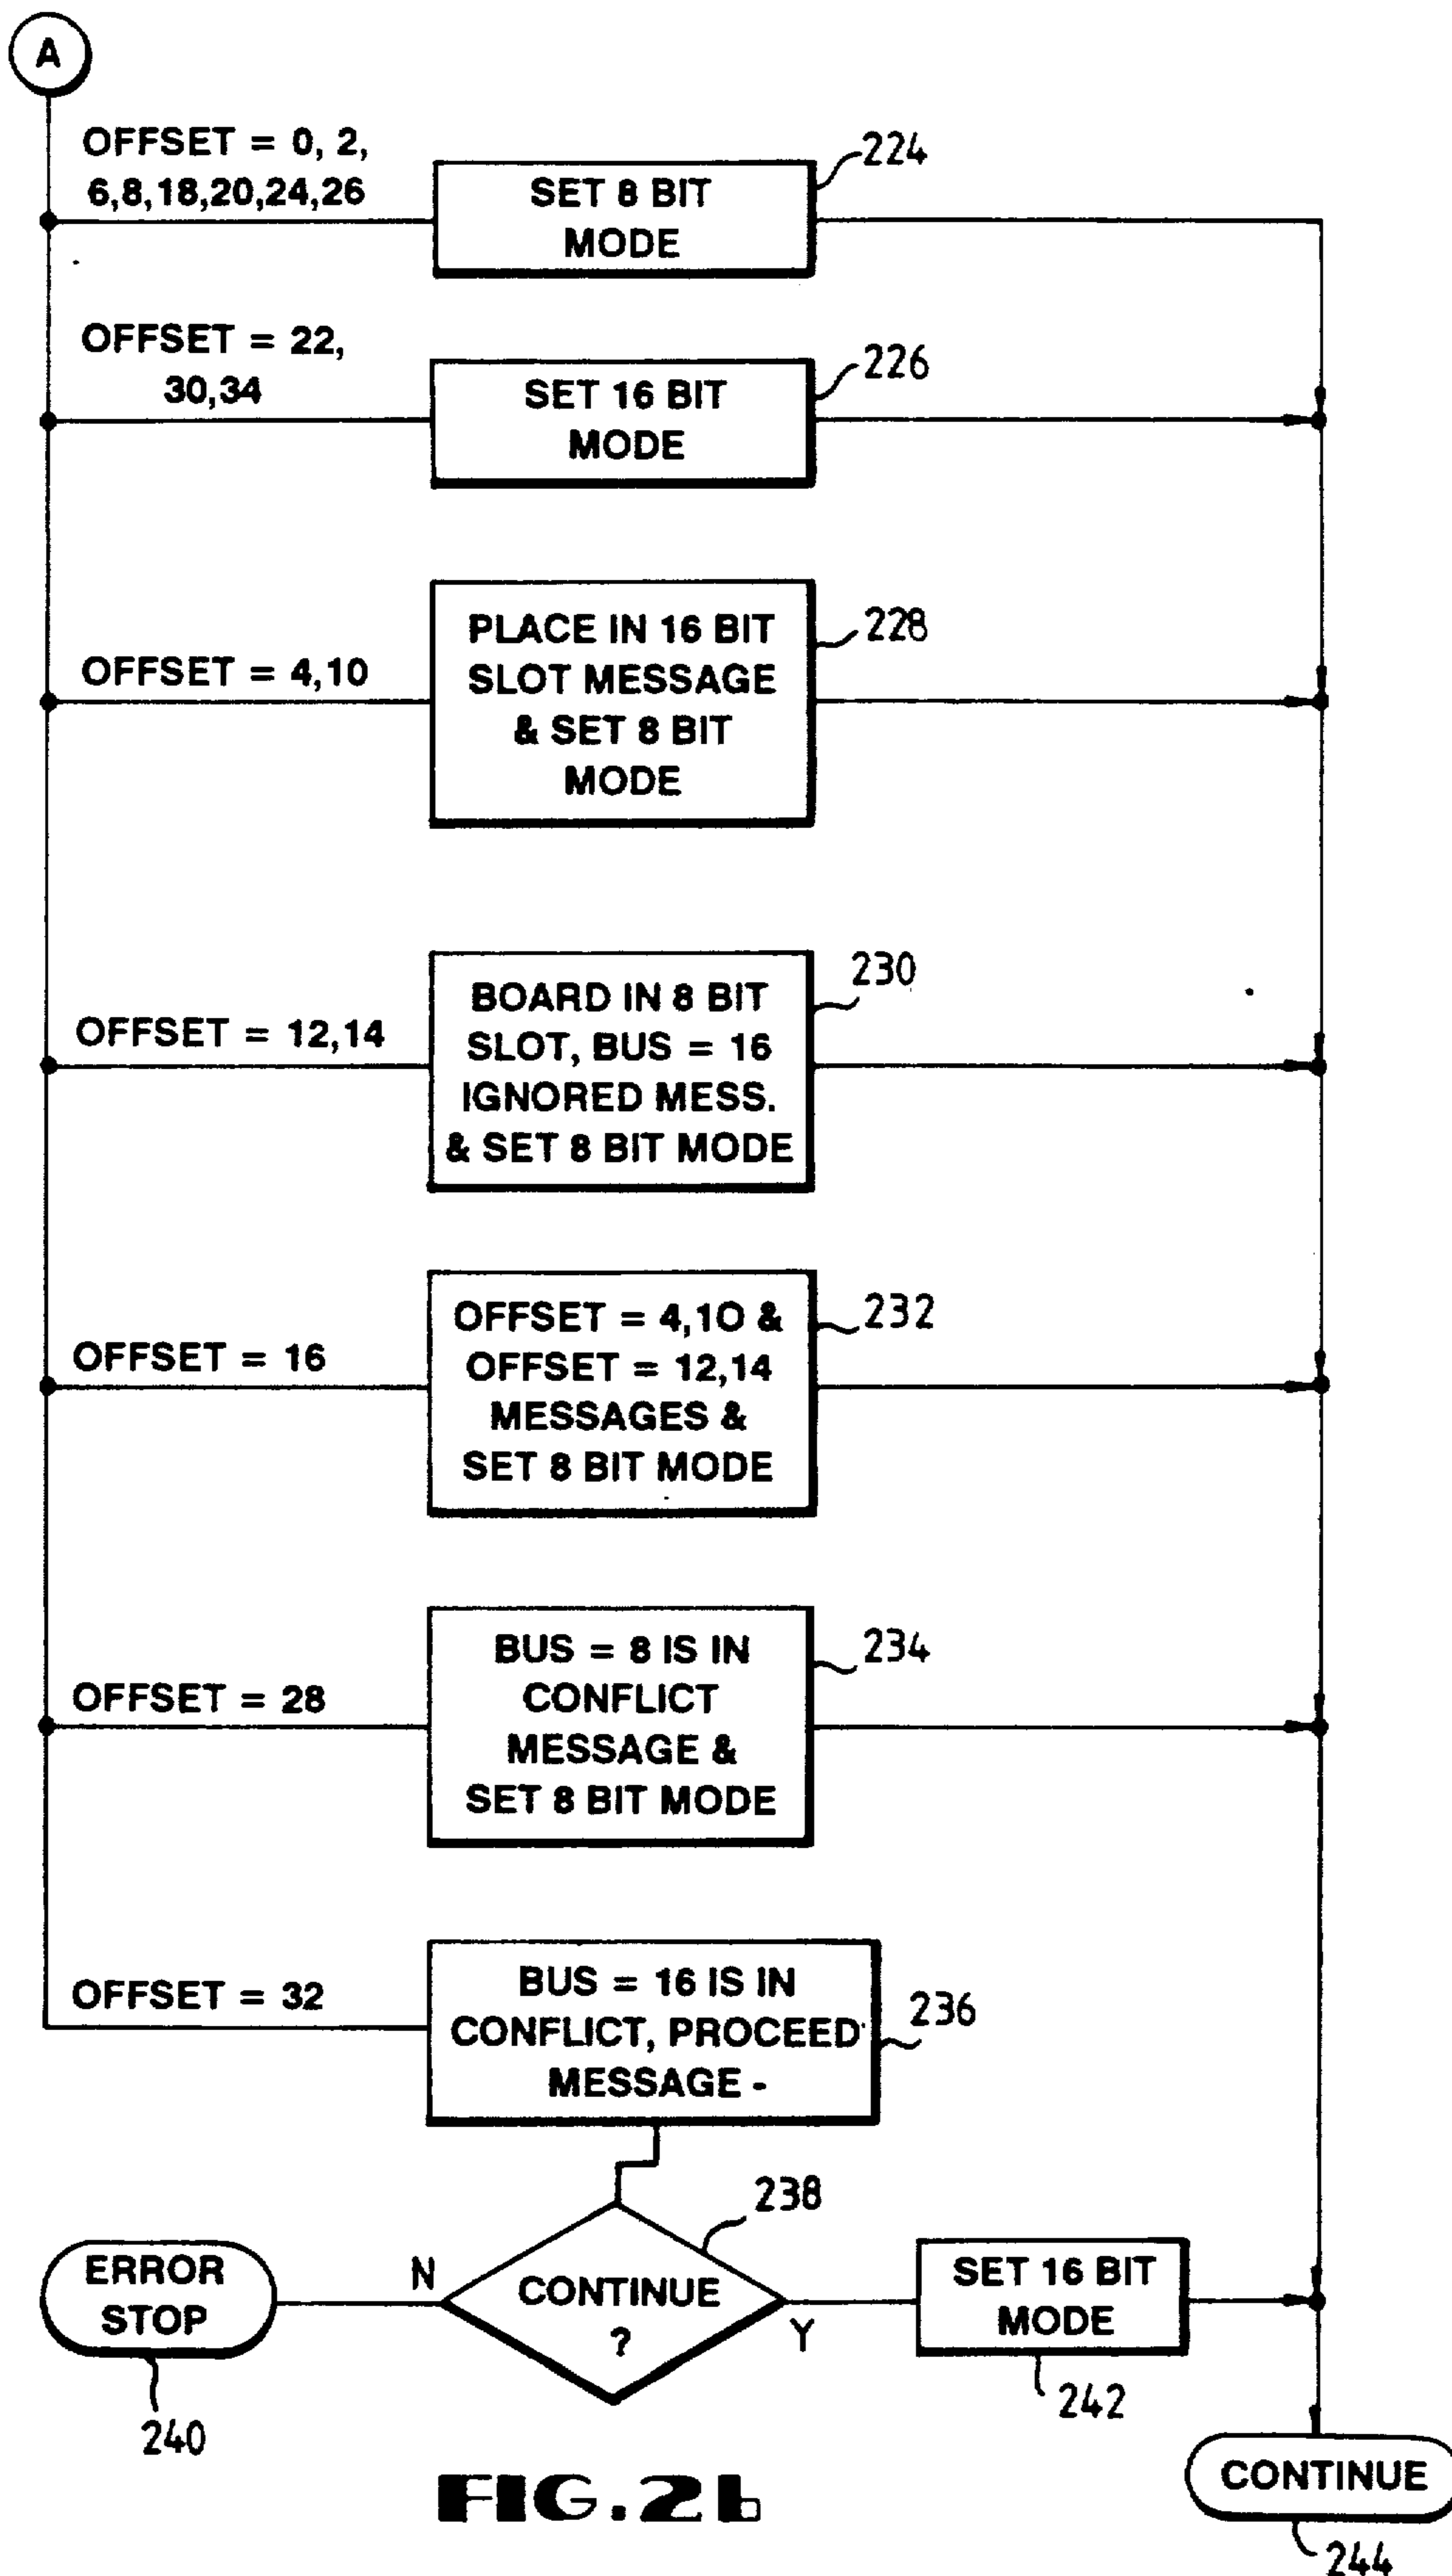 A
OFFSET = 0, 2,
6,8,18,20,24,26
SET 8 BIT
MODE
224
OFFSET = 22,
30,34
SET 16 BIT
MODE
226
OFFSET = 4,10
PLACE IN 16 BIT
SLOT MESSAGE
& SET 8 BIT
MODE
228
OFFSET = 12,14
BOARD IN 8 BIT
SLOT, BUS = 16
IGNORED MESS.
& SET 8 BIT MODE
230
OFFSET = 16
OFFSET = 4,10 &
OFFSET = 12,14
MESSAGES &
SET 8 BIT MODE
232
OFFSET = 28
BUS = 8 IS IN
CONFLICT
MESSAGE &
SET 8 BIT MODE
234
OFFSET = 32
BUS = 16 IS IN
CONFLICT, PROCEED
MESSAGE -
236
238
ERROR
STOP
240
N
CONTINUE
?
Y
SET 16 BIT
MODE
242
CONTINUE
244
FIG.2b